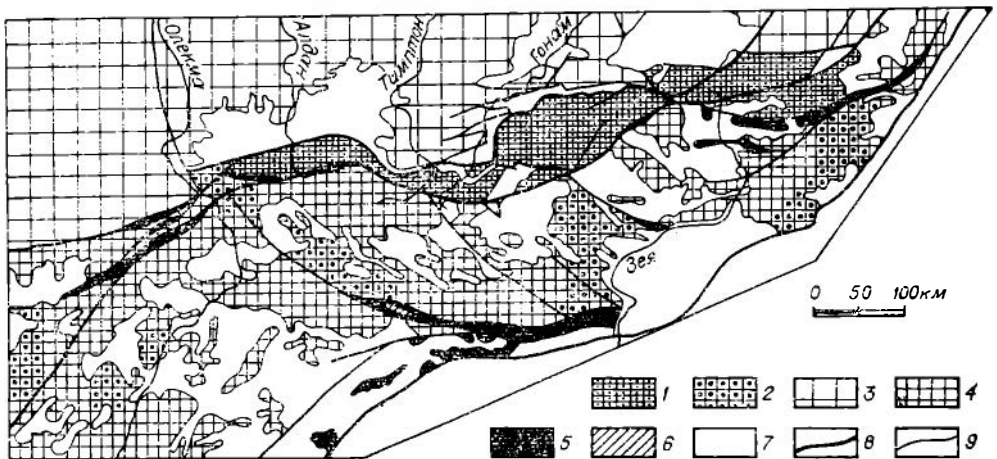 Олекма
Алдан
Тимптон
Гонам
Зея
0 50 100км
1 2 3 4
5 6 7 8 9